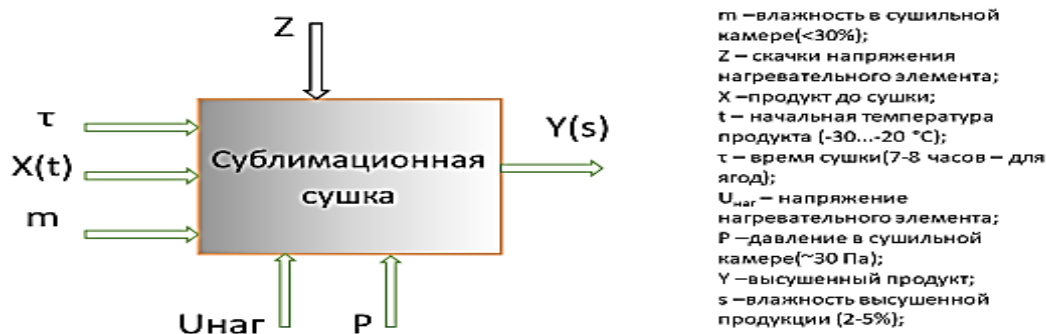 Z
τ
X(t)
m
Сублимационная
сушка
Y(s)
Uнаг
P
m –влажность в сушильной
камере(<30%);
Z – скачки напряжения
нагревательного элемента;
X –продукт до сушки;
t – начальная температура
продукта (-30...-20 °C);
τ – время сушки(7-8 часов – для
ягод);
Uнаг – напряжение
нагревательного элемента;
P –давление в сушильной
камере(~30 Па);
Y –высушенный продукт;
s –влажность высушенной
продукции (2-5%);